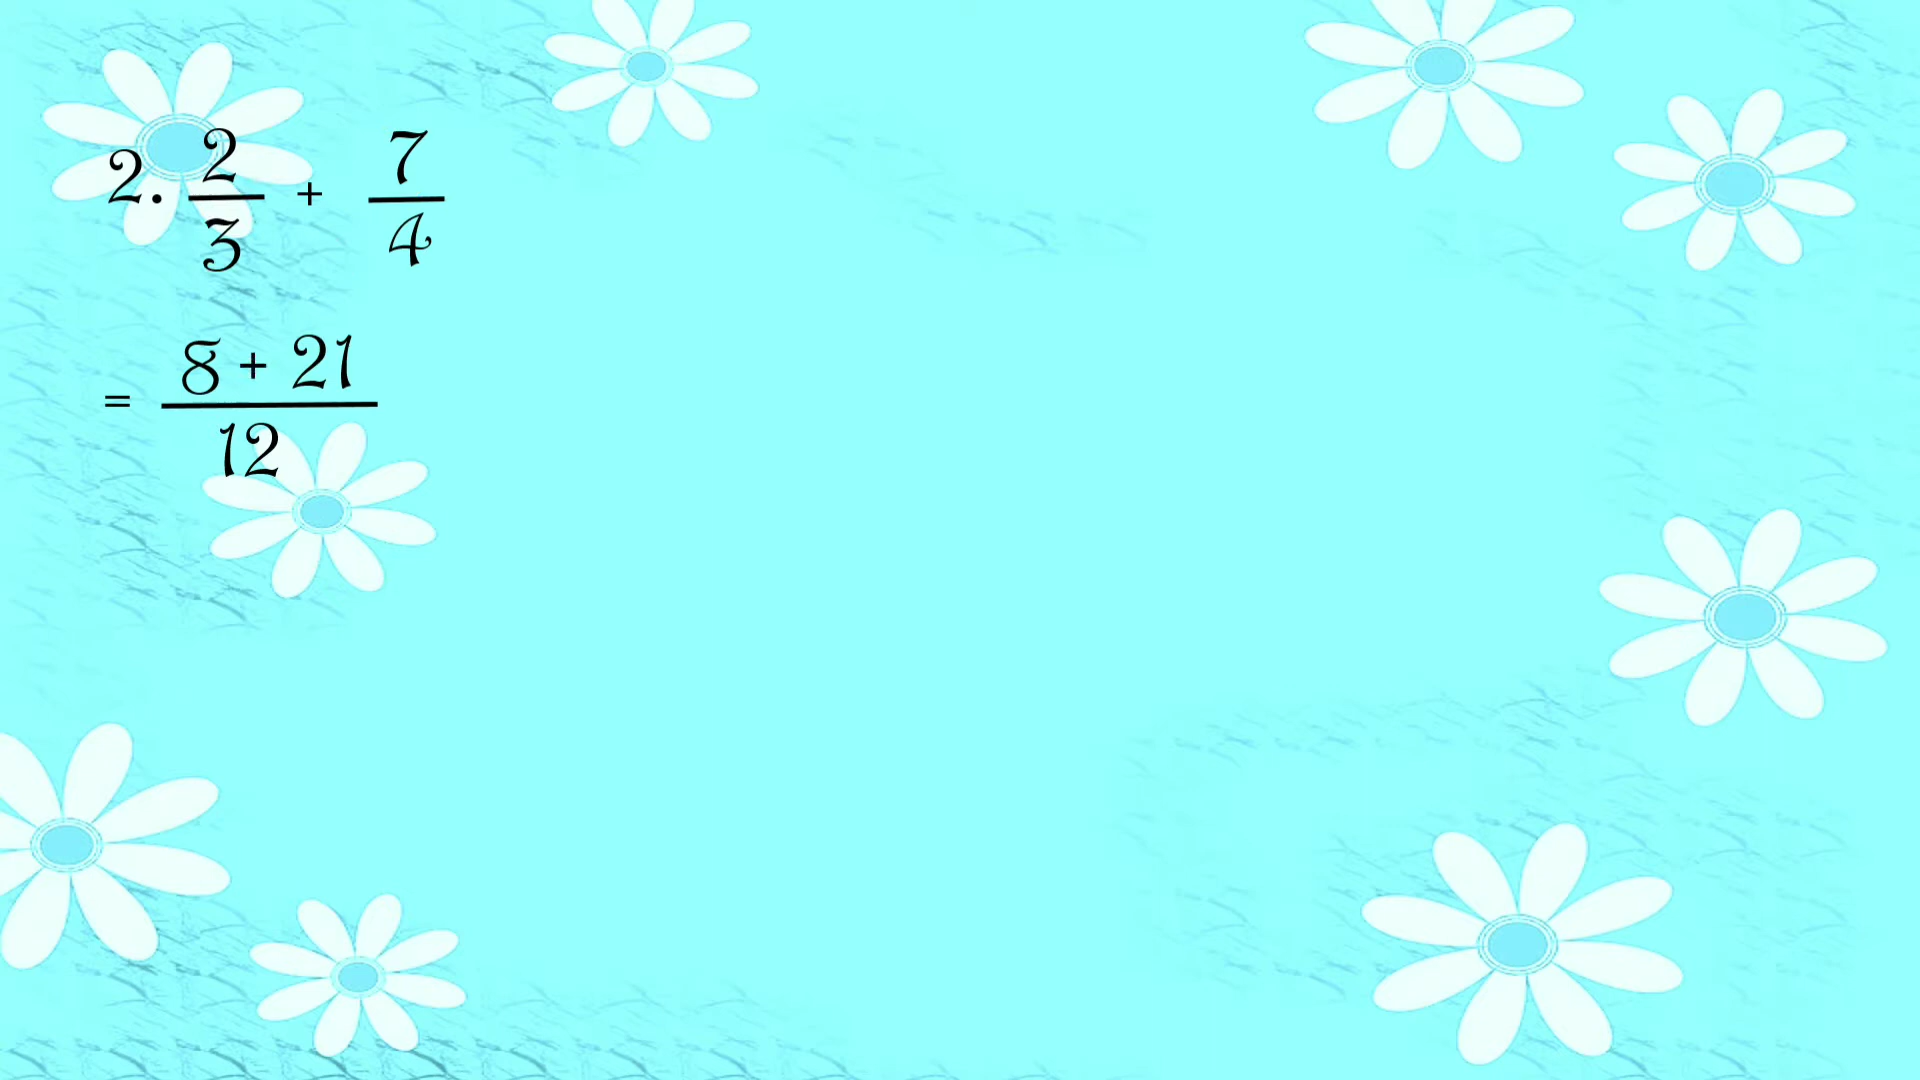 2. 2/3 + 7/4
= 8 + 21/12